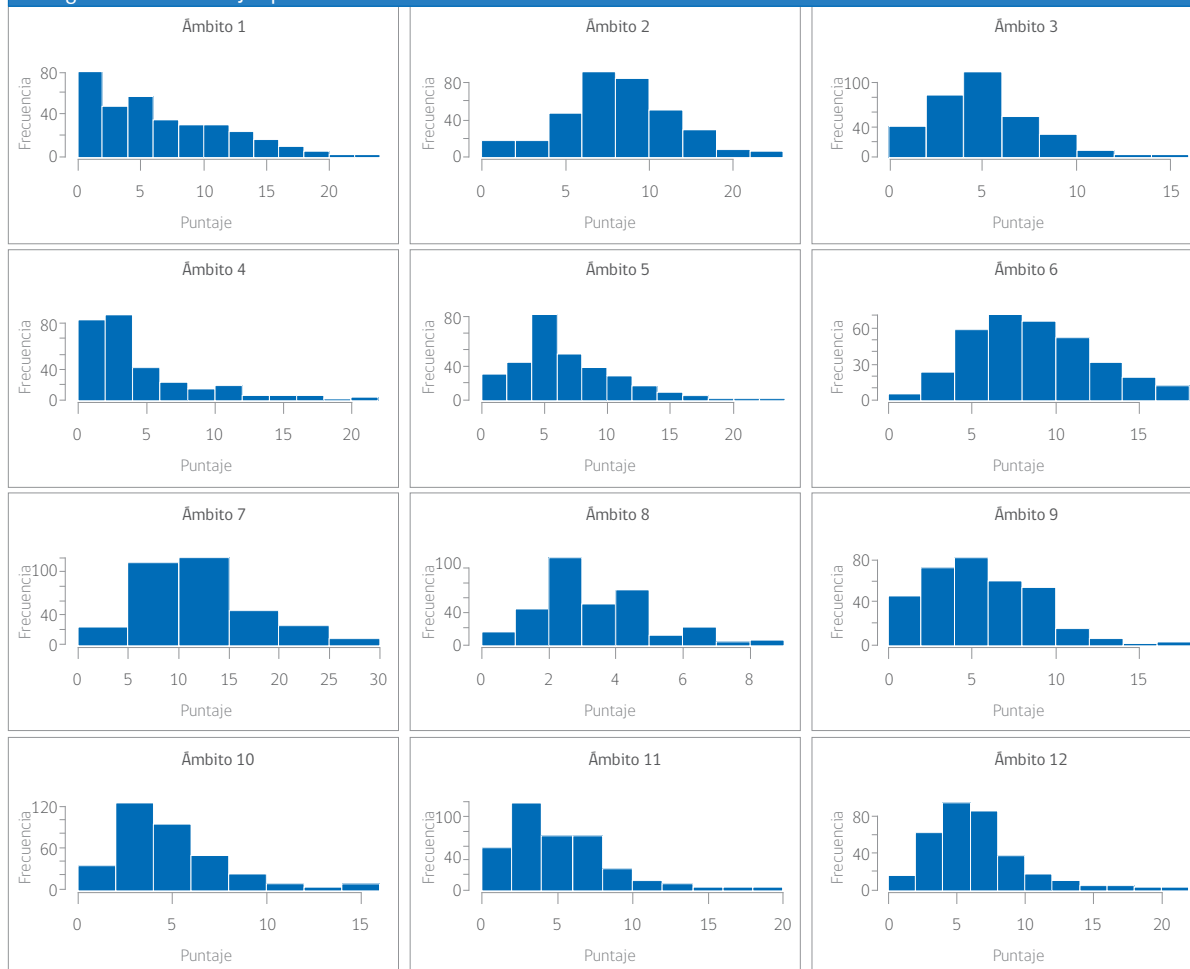 Ámbito 1
Frecuencia
80
40
0
0 5 10 15 20
Puntaje
Ámbito 2
Frecuencia
80
40
0
0 5 10 20
Puntaje
Ámbito 3
Frecuencia
100
40
0
0 5 10 15
Puntaje
Ámbito 4
Frecuencia
80
40
0
0 5 10 15 20
Puntaje
Ámbito 5
Frecuencia
80
40
0
0 5 10 15 20
Puntaje
Ámbito 6
Frecuencia
60
30
0
0 5 10 15
Puntaje
Ámbito 7
Frecuencia
100
40
0
0 5 10 15 20 25 30
Puntaje
Ámbito 8
Frecuencia
100
40
0
0 2 4 6 8
Puntaje
Ámbito 9
Frecuencia
80
40
0
0 5 10 15
Puntaje
Ámbito 10
Frecuencia
120
60
0
0 5 10 15
Puntaje
Ámbito 11
Frecuencia
100
40
0
0 5 10 15 20
Puntaje
Ámbito 12
Frecuencia
80
40
0
0 5 10 15 20
Puntaje